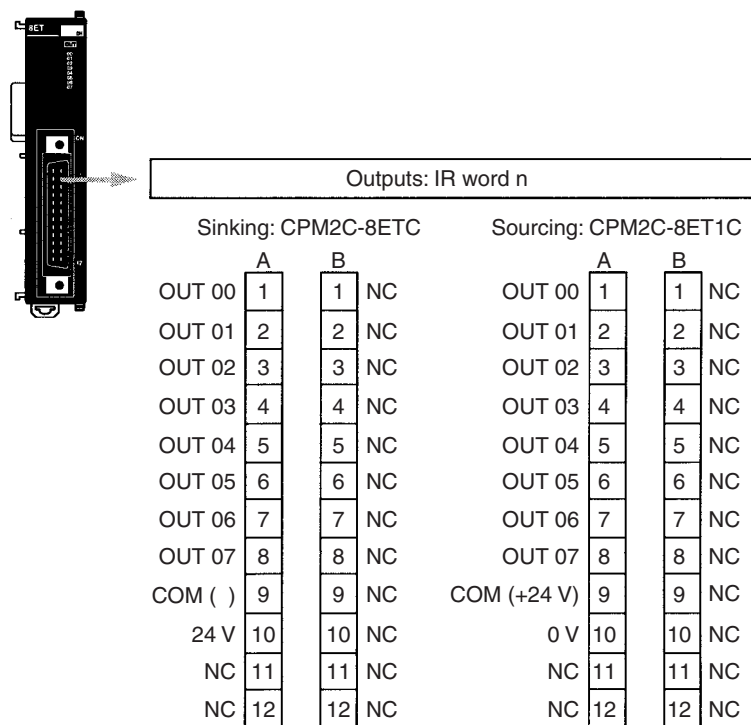 8ET
CN
Outputs: IR word n
Sinking: CPM2C-8ETC
A B
OUT 00 1 1 NC
OUT 01 2 2 NC
OUT 02 3 3 NC
OUT 03 4 4 NC
OUT 04 5 5 NC
OUT 05 6 6 NC
OUT 06 7 7 NC
OUT 07 8 8 NC
COM ( ) 9 9 NC
24 V 10 10 NC
NC 11 11 NC
NC 12 12 NC
Sourcing: CPM2C-8ET1C
A B
OUT 00 1 1 NC
OUT 01 2 2 NC
OUT 02 3 3 NC
OUT 03 4 4 NC
OUT 04 5 5 NC
OUT 05 6 6 NC
OUT 06 7 7 NC
OUT 07 8 8 NC
COM (+24 V) 9 9 NC
0 V 10 10 NC
NC 11 11 NC
NC 12 12 NC